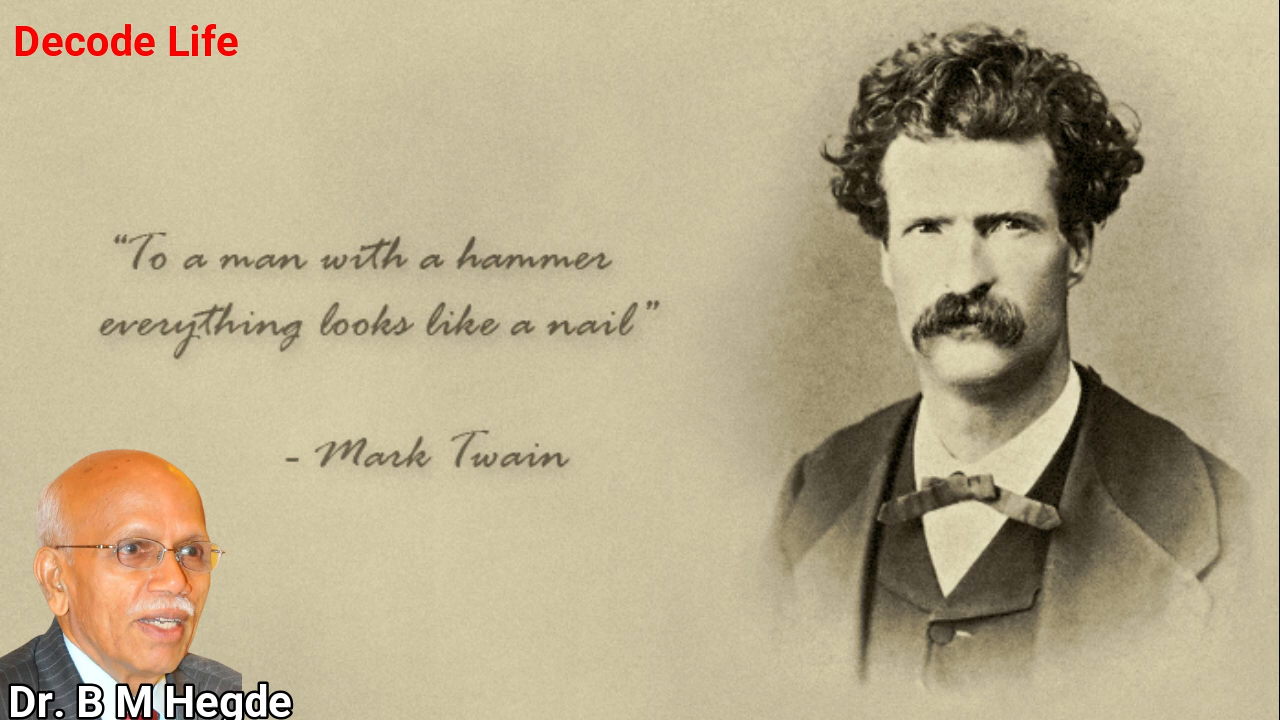 Decode Life
“To a man with a hammer
everything looks like a nail”
- Mark Twain
Dr. B M Hegde